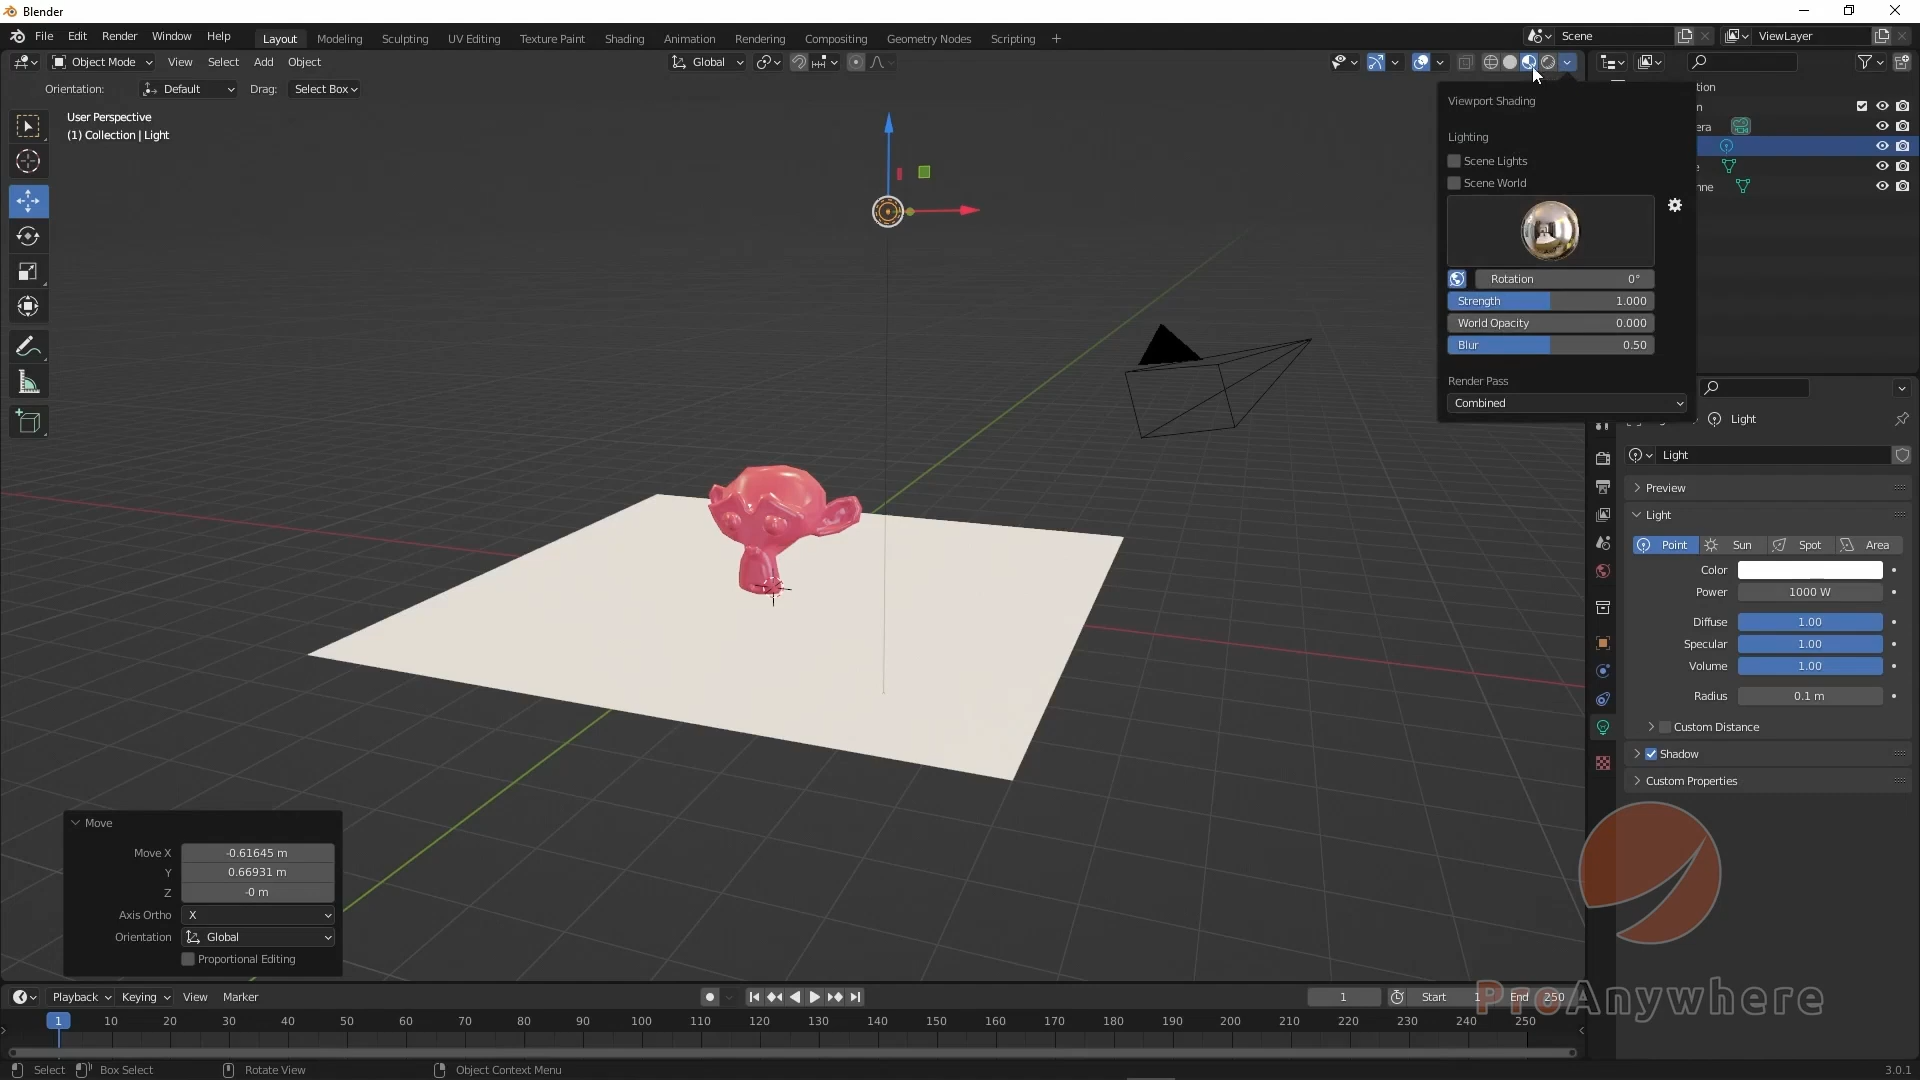 Blender
File Edit Render Window Help Layout Modeling Sculpting UV Editing Texture Paint Shading Animation Rendering Compositing Geometry Nodes Scripting + Scene ViewLayer
Object Mode View Select Add Object Global
Orientation: Default Drag: Select Box
User Perspective
(1) Collection | Light
Viewport Shading
Lighting
Scene Lights
Scene World
Rotation 0°
Strength 1.000
World Opacity 0.000
Blur 0.50
Render Pass
Combined
tion
n
era
e
nne
Light
Light
Preview
Light
Point Sun Spot Area
Color
Power 1000 W
Diffuse 1.00
Specular 1.00
Volume 1.00
Radius 0.1 m
Custom Distance
Shadow
Custom Properties
Move
Move X -0.61645 m
Y 0.66931 m
Z -0 m
Axis Ortho X
Orientation Global
Proportional Editing
Playback Keying View Marker 1 Start 1 End 250
ProAnywhere
1 10 20 30 40 50 60 70 80 90 100 110 120 130 140 150 160 170 180 190 200 210 220 230 240 250
Select Box Select Rotate View Object Context Menu 3.0.1